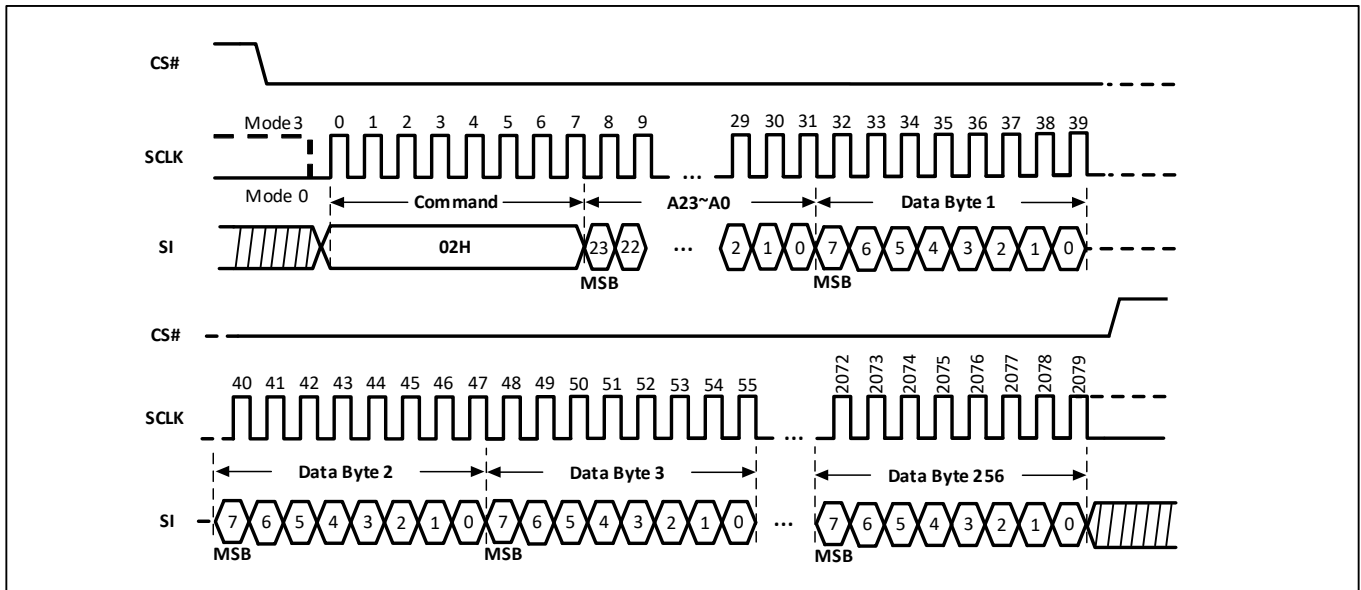 CS#
Mode 3 0 1 2 3 4 5 6 7 8 9 29 30 31 32 33 34 35 36 37 38 39
SCLK ...
Mode 0 Command A23~A0 Data Byte 1
SI 02H 23 22 ... 2 1 0 7 6 5 4 3 2 1 0
MSB MSB
CS#
40 41 42 43 44 45 46 47 48 49 50 51 52 53 54 55 2072 2073 2074 2075 2076 2077 2078 2079
SCLK ...
Data Byte 2 Data Byte 3 Data Byte 256
SI 7 6 5 4 3 2 1 0 7 6 5 4 3 2 1 0 ... 7 6 5 4 3 2 1 0
MSB MSB MSB